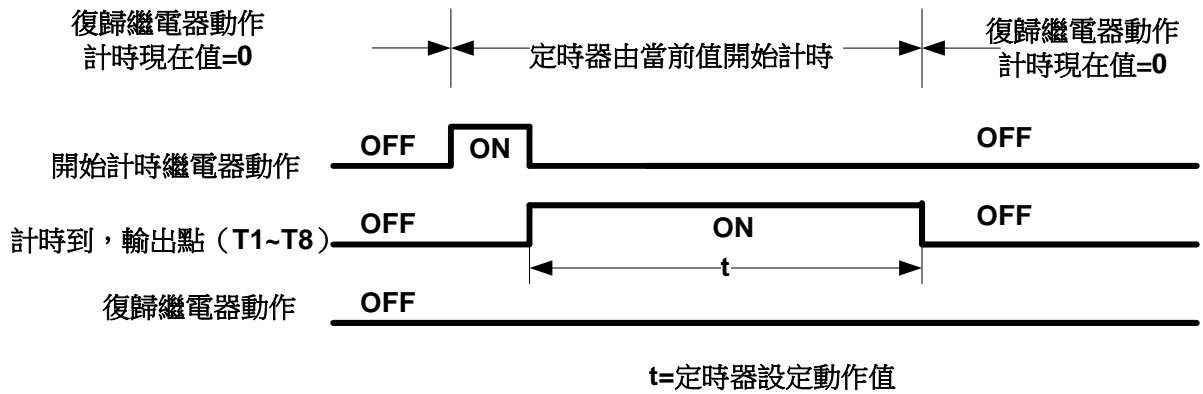 復歸繼電器動作
計時現在值=0
定時器由當前值開始計時
復歸繼電器動作
計時現在值=0
開始計時繼電器動作
OFF
ON
OFF
計時到，輸出點（T1~T8）
OFF
ON
OFF
t
復歸繼電器動作
OFF
t=定時器設定動作值